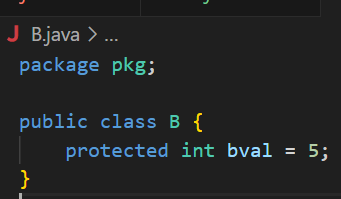 J B.java > ...
package pkg;
public class B {
    protected int bval = 5;
}